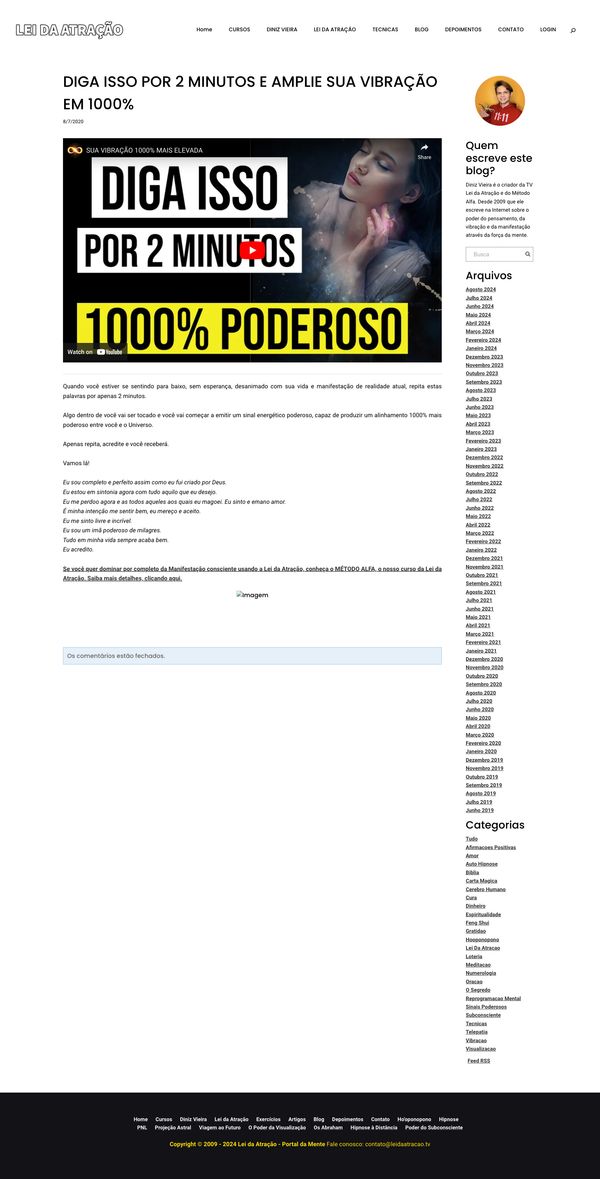 LEI DA ATRAÇÃO
Home CURSOS DINIZ VIEIRA LEI DA ATRAÇÃO TECNICAS BLOG DEPOIMENTOS CONTATO LOGIN
DIGA ISSO POR 2 MINUTOS E AMPLIE SUA VIBRAÇÃO
EM 1000%
8/7/2020
SUA VIBRAÇÃO 1000% MAIS ELEVADA
Share
DIGA ISSO
POR 2 MINUTOS
1000% PODEROSO
Watch on YouTube
Quando você estiver se sentindo para baixo, sem esperança, desanimado com sua vida e manifestação de realidade atual, repita estas
palavras por apenas 2 minutos.
Algo dentro de você vai ser tocado e você vai começar a emitir um sinal energético poderoso, capaz de produzir um alinhamento 1000% mais
poderoso entre você e o Universo.
Apenas repita, acredite e você receberá.
Vamos lá!
Eu sou completo e perfeito assim como eu fui criado por Deus.
Eu estou em sintonia agora com tudo aquilo que eu desejo.
Eu me perdoo agora e as todos aqueles aos quais eu magoei. Eu sinto e emano amor.
É minha intenção me sentir bem, eu mereço e aceito.
Eu me sinto livre e incrível.
Eu sou um imã poderoso de milagres.
Tudo em minha vida sempre acaba bem.
Eu acredito.
Se você quer dominar por completo da Manifestação consciente usando a Lei da Atração, conheça o MÉTODO ALFA, o nosso curso da Lei da
Atração. Saiba mais detalhes, clicando aqui.
Imagem
Os comentários estão fechados.
11:11
Quem
escreve este
blog?
Diniz Vieira é o criador da TV
Lei da Atração e do Método
Alfa. Desde 2009 que ele
escreve na Internet sobre o
poder do pensamento, da
vibração e da manifestação
através da força da mente.
Busca
Arquivos
Agosto 2024
Julho 2024
Junho 2024
Maio 2024
Abril 2024
Março 2024
Fevereiro 2024
Janeiro 2024
Dezembro 2023
Novembro 2023
Outubro 2023
Setembro 2023
Agosto 2023
Julho 2023
Junho 2023
Maio 2023
Abril 2023
Março 2023
Fevereiro 2023
Janeiro 2023
Dezembro 2022
Novembro 2022
Outubro 2022
Setembro 2022
Agosto 2022
Julho 2022
Junho 2022
Maio 2022
Abril 2022
Março 2022
Fevereiro 2022
Janeiro 2022
Dezembro 2021
Novembro 2021
Outubro 2021
Setembro 2021
Agosto 2021
Julho 2021
Junho 2021
Maio 2021
Abril 2021
Março 2021
Fevereiro 2021
Janeiro 2021
Dezembro 2020
Novembro 2020
Outubro 2020
Setembro 2020
Agosto 2020
Julho 2020
Junho 2020
Maio 2020
Abril 2020
Março 2020
Fevereiro 2020
Janeiro 2020
Dezembro 2019
Novembro 2019
Outubro 2019
Setembro 2019
Agosto 2019
Julho 2019
Junho 2019
Categorias
Tudo
Afirmacoes Positivas
Amor
Auto Hipnose
Biblia
Carta Magica
Cerebro Humano
Cura
Dinheiro
Espiritualidade
Feng Shui
Gratidao
Hooponopono
Lei Da Atracao
Loteria
Meditacao
Numerologia
Oracao
O Segredo
Reprogramacao Mental
Sinais Poderosos
Subconsciente
Tecnicas
Telepatia
Vibracao
Visualizacao
Feed RSS
Home Cursos Diniz Vieira Lei da Atração Exercícios Artigos Blog Depoimentos Contato Ho'oponopono Hipnose
PNL Projeção Astral Viagem ao Futuro O Poder da Visualização Os Abraham Hipnose à Distância Poder do Subconsciente
Copyright © 2009 - 2024 Lei da Atração - Portal da Mente Fale conosco: contato@leidaatracao.tv